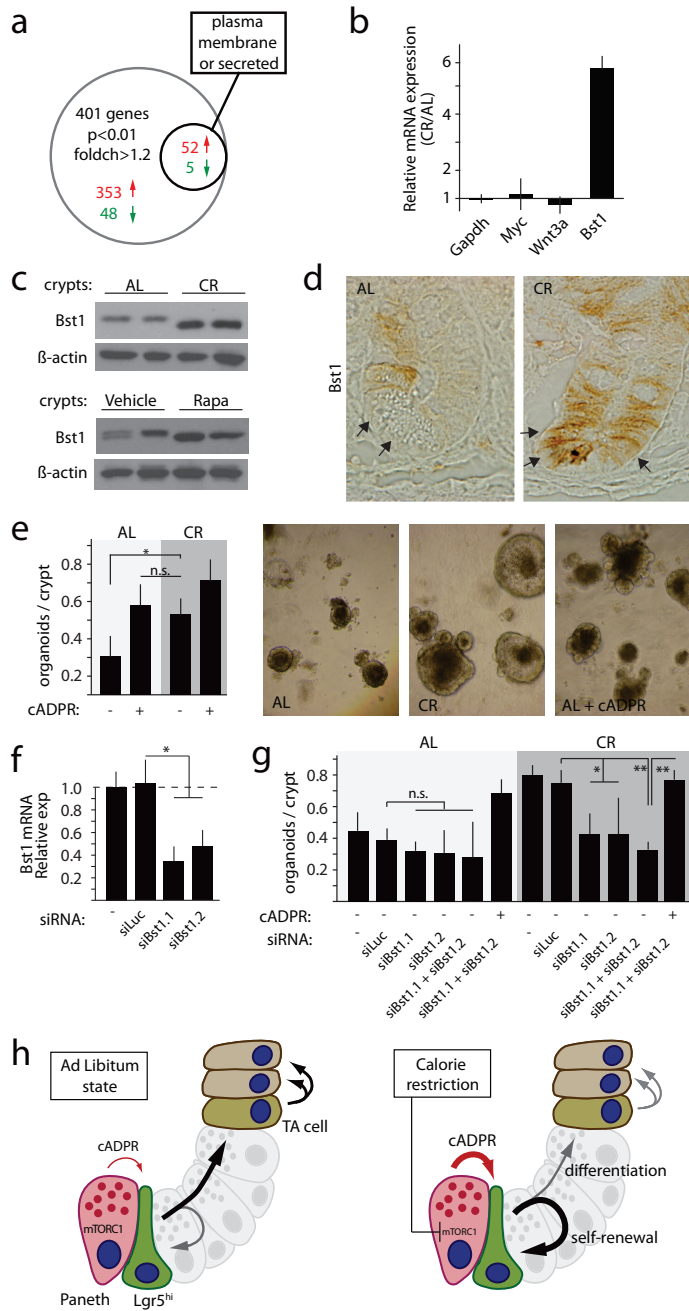 a
plasma
membrane
or secreted
401 genes
p<0.01
foldch>1.2
52
5
353
48
b
Relative mRNA expression
(CR/AL)
6
4
2
1
Gapdh
Myc
Wnt3a
Bst1
c
crypts: AL CR
Bst1
ß-actin
crypts: Vehicle Rapa
Bst1
ß-actin
d
Bst1
AL
CR
e
AL CR
organoids / crypt
0.8
0.6
0.4
0.2
*
n.s.
cADPR: - + - +
AL
CR
AL + cADPR
f
Bst1 mRNA
Relative exp
1.0
0.8
0.6
0.4
0.2
*
siRNA:
-
siLuc
siBst1.1
siBst1.2
g
AL CR
organoids / crypt
0.8
0.6
0.4
0.2
n.s.
* ** **
cADPR: - - - - - + - - - - - +
siRNA:
-
siLuc
siBst1.1
siBst1.2
siBst1.1 + siBst1.2
siBst1.1 + siBst1.2
-
siLuc
siBst1.1
siBst1.2
siBst1.1 + siBst1.2
siBst1.1 + siBst1.2
h
Ad Libitum
state
TA cell
cADPR
mTORC1
Paneth
Lgr5hi
Calorie
restriction
cADPR
differentiation
mTORC1
self-renewal